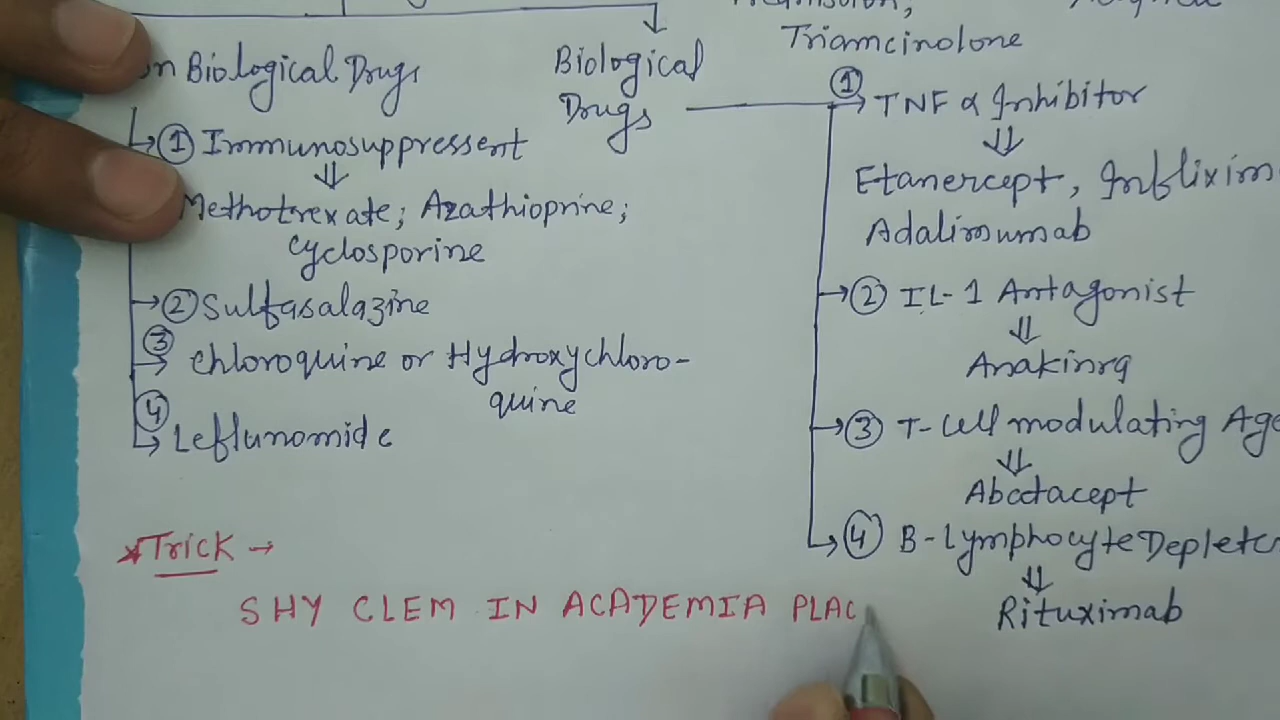 Biological Drugs
① Immunosuppressent
⇓
Methotrexate; Azathioprine;
Cyclosporine
② Sulfasalazine
③ Chloroquine or Hydroxychloro-
quine
④ Leflunomide
Biological
Drugs
Triamcinolone
① TNF α Inhibitor
⇓
Etanercept, Inflixim
Adalimumab
② IL-1 Antagonist
⇓
Anakinra
③ T-Cell modulating Age
⇓
Abatacept
④ B-Lymphocyte Depleter
⇓
Rituximab
*Trick →
SHY CLEM IN ACADEMIA PLAC